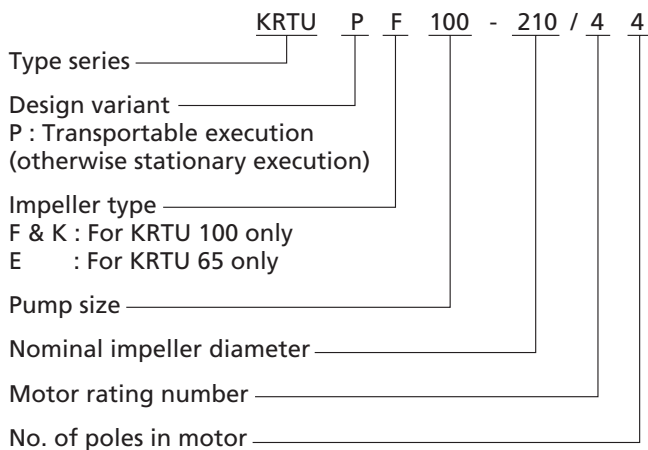 KRTU P F 100 - 210 / 4 4
Type series
Design variant
P : Transportable execution
(otherwise stationary execution)
Impeller type
F & K : For KRTU 100 only
E : For KRTU 65 only
Pump size
Nominal impeller diameter
Motor rating number
No. of poles in motor